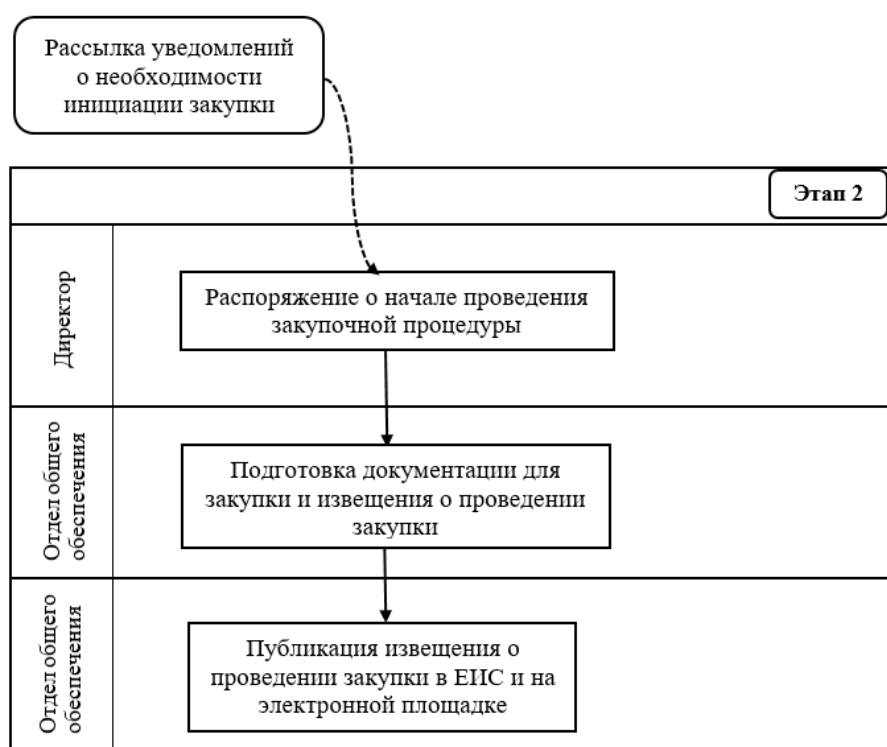 Рассылка уведомлений
о необходимости
инициации закупки
Этап 2
Директор
Распоряжение о начале проведения
закупочной процедуры
Отдел общего
обеспечения
Подготовка документации для
закупки и извещения о проведении
закупки
Отдел общего
обеспечения
Публикация извещения о
проведении закупки в ЕИС и на
электронной площадке